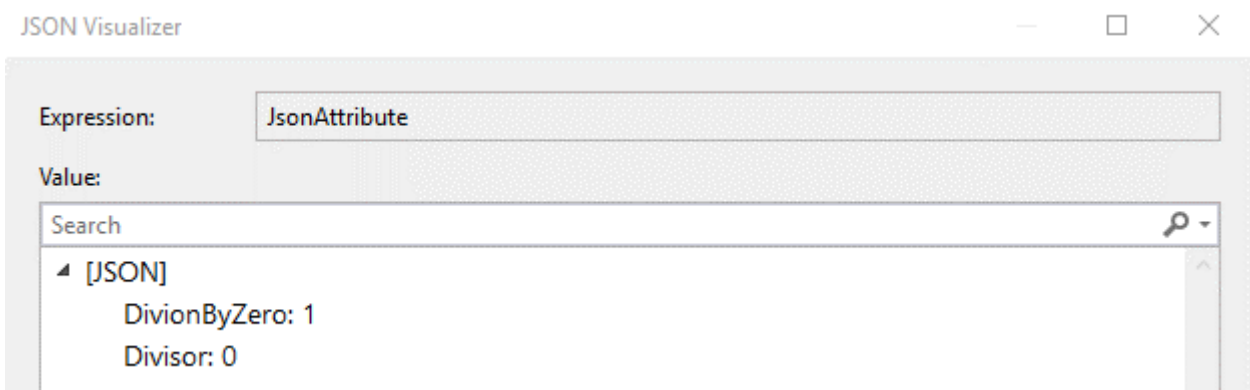 JSON Visualizer
Expression: JsonAttribute
Value:
Search
[JSON]
DivionByZero: 1
Divisor: 0